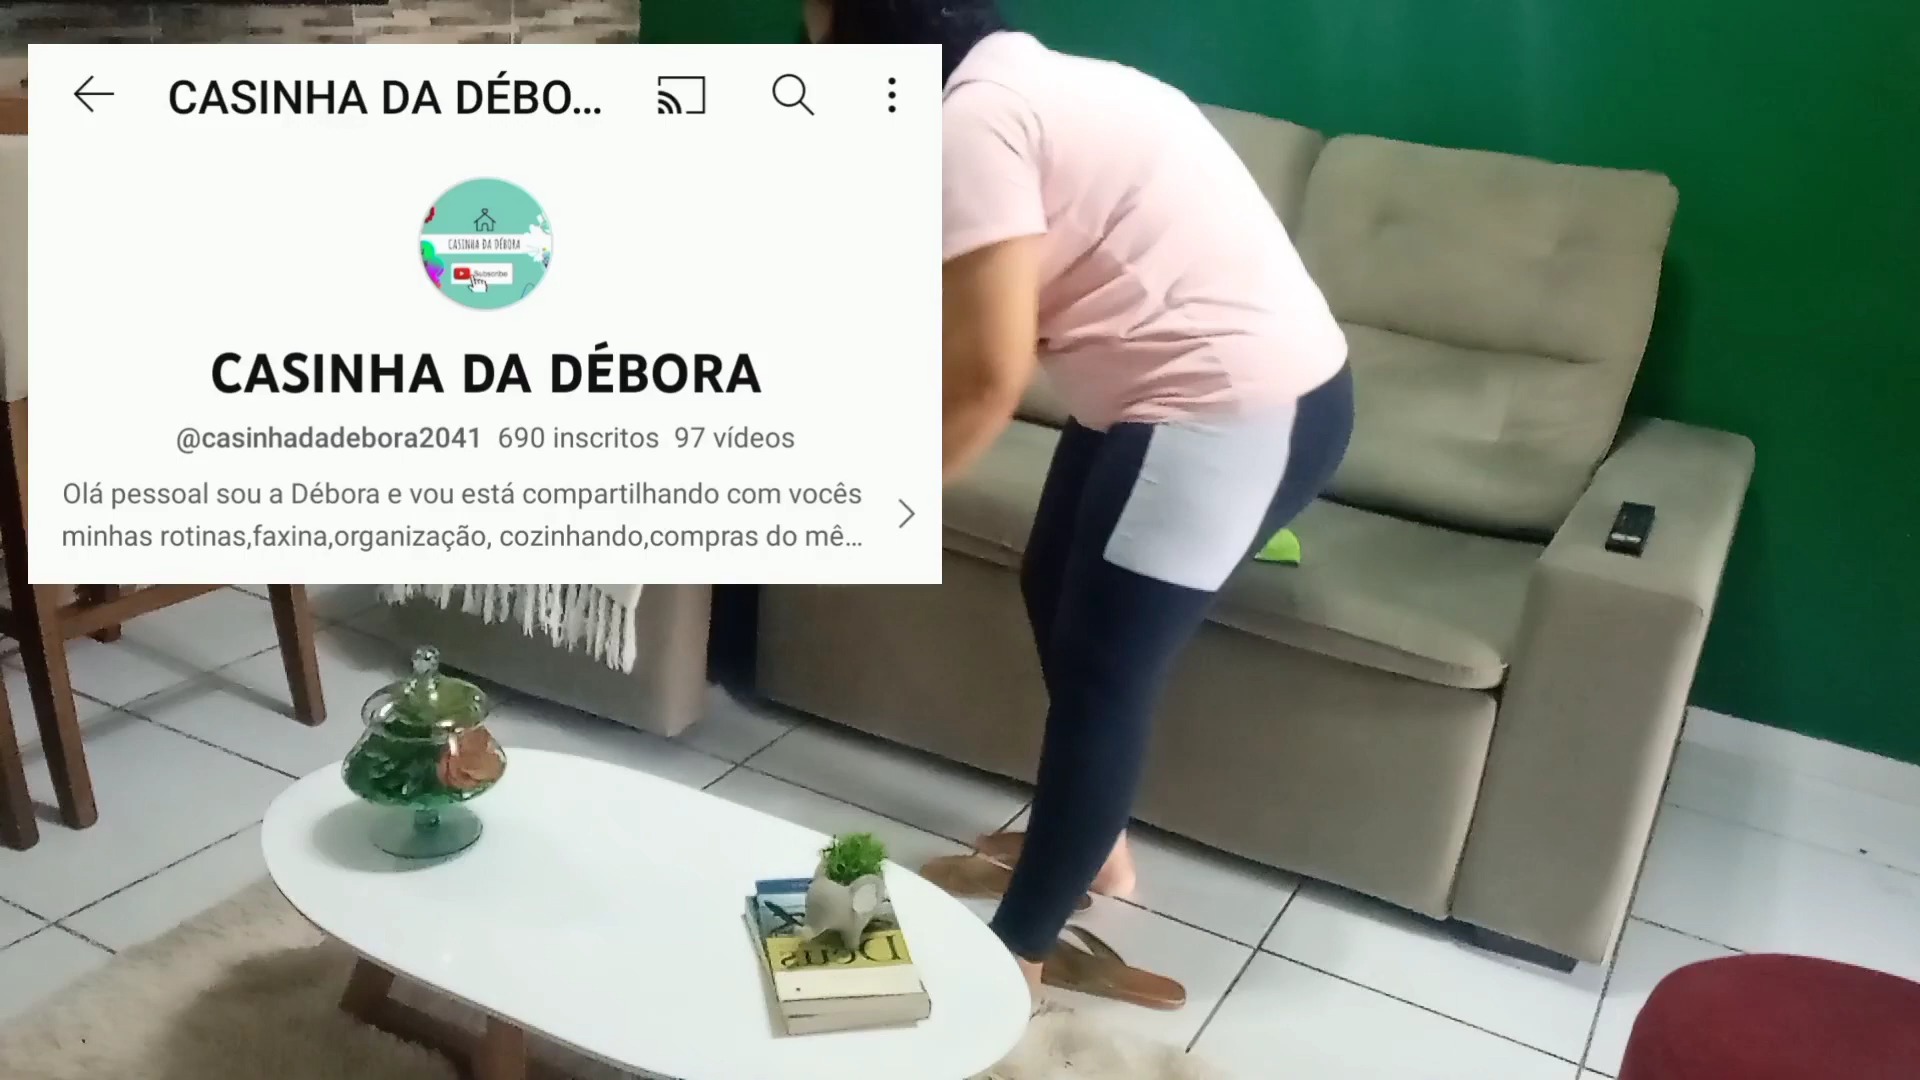 CASINHA DA DÉBO...
CASINHA DA DÉBORA
Subscribe
CASINHA DA DÉBORA
@casinhadadebora2041 690 inscritos 97 vídeos
Olá pessoal sou a Débora e vou está compartilhando com vocês
minhas rotinas,faxina,organização, cozinhando,compras do mê...
Deus